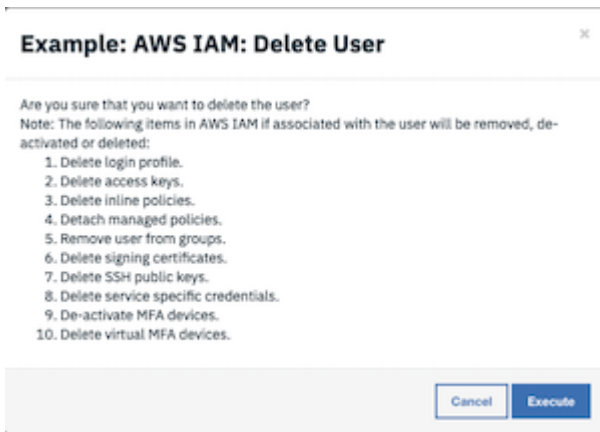 Example: AWS IAM: Delete User
×
Are you sure that you want to delete the user?
Note: The following items in AWS IAM if associated with the user will be removed, de-
activated or deleted:
1. Delete login profile.
2. Delete access keys.
3. Delete inline policies.
4. Detach managed policies.
5. Remove user from groups.
6. Delete signing certificates.
7. Delete SSH public keys.
8. Delete service specific credentials.
9. De-activate MFA devices.
10. Delete virtual MFA devices.
Cancel Execute